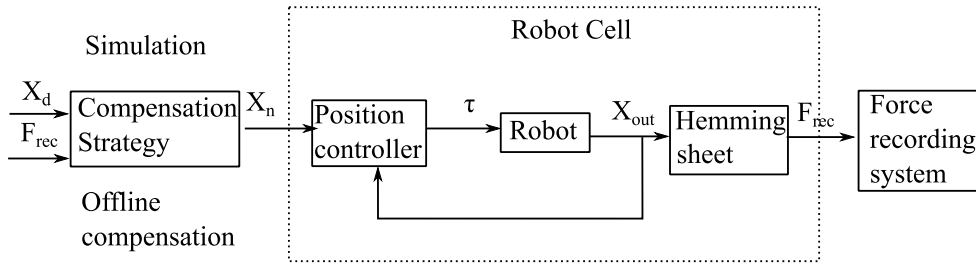 Simulation
Robot Cell
X_d
F_rec
Compensation
Strategy
X_n
Position
controller
τ
Robot
X_out
Hemming
sheet
F_rec
Force
recording
system
Offline
compensation